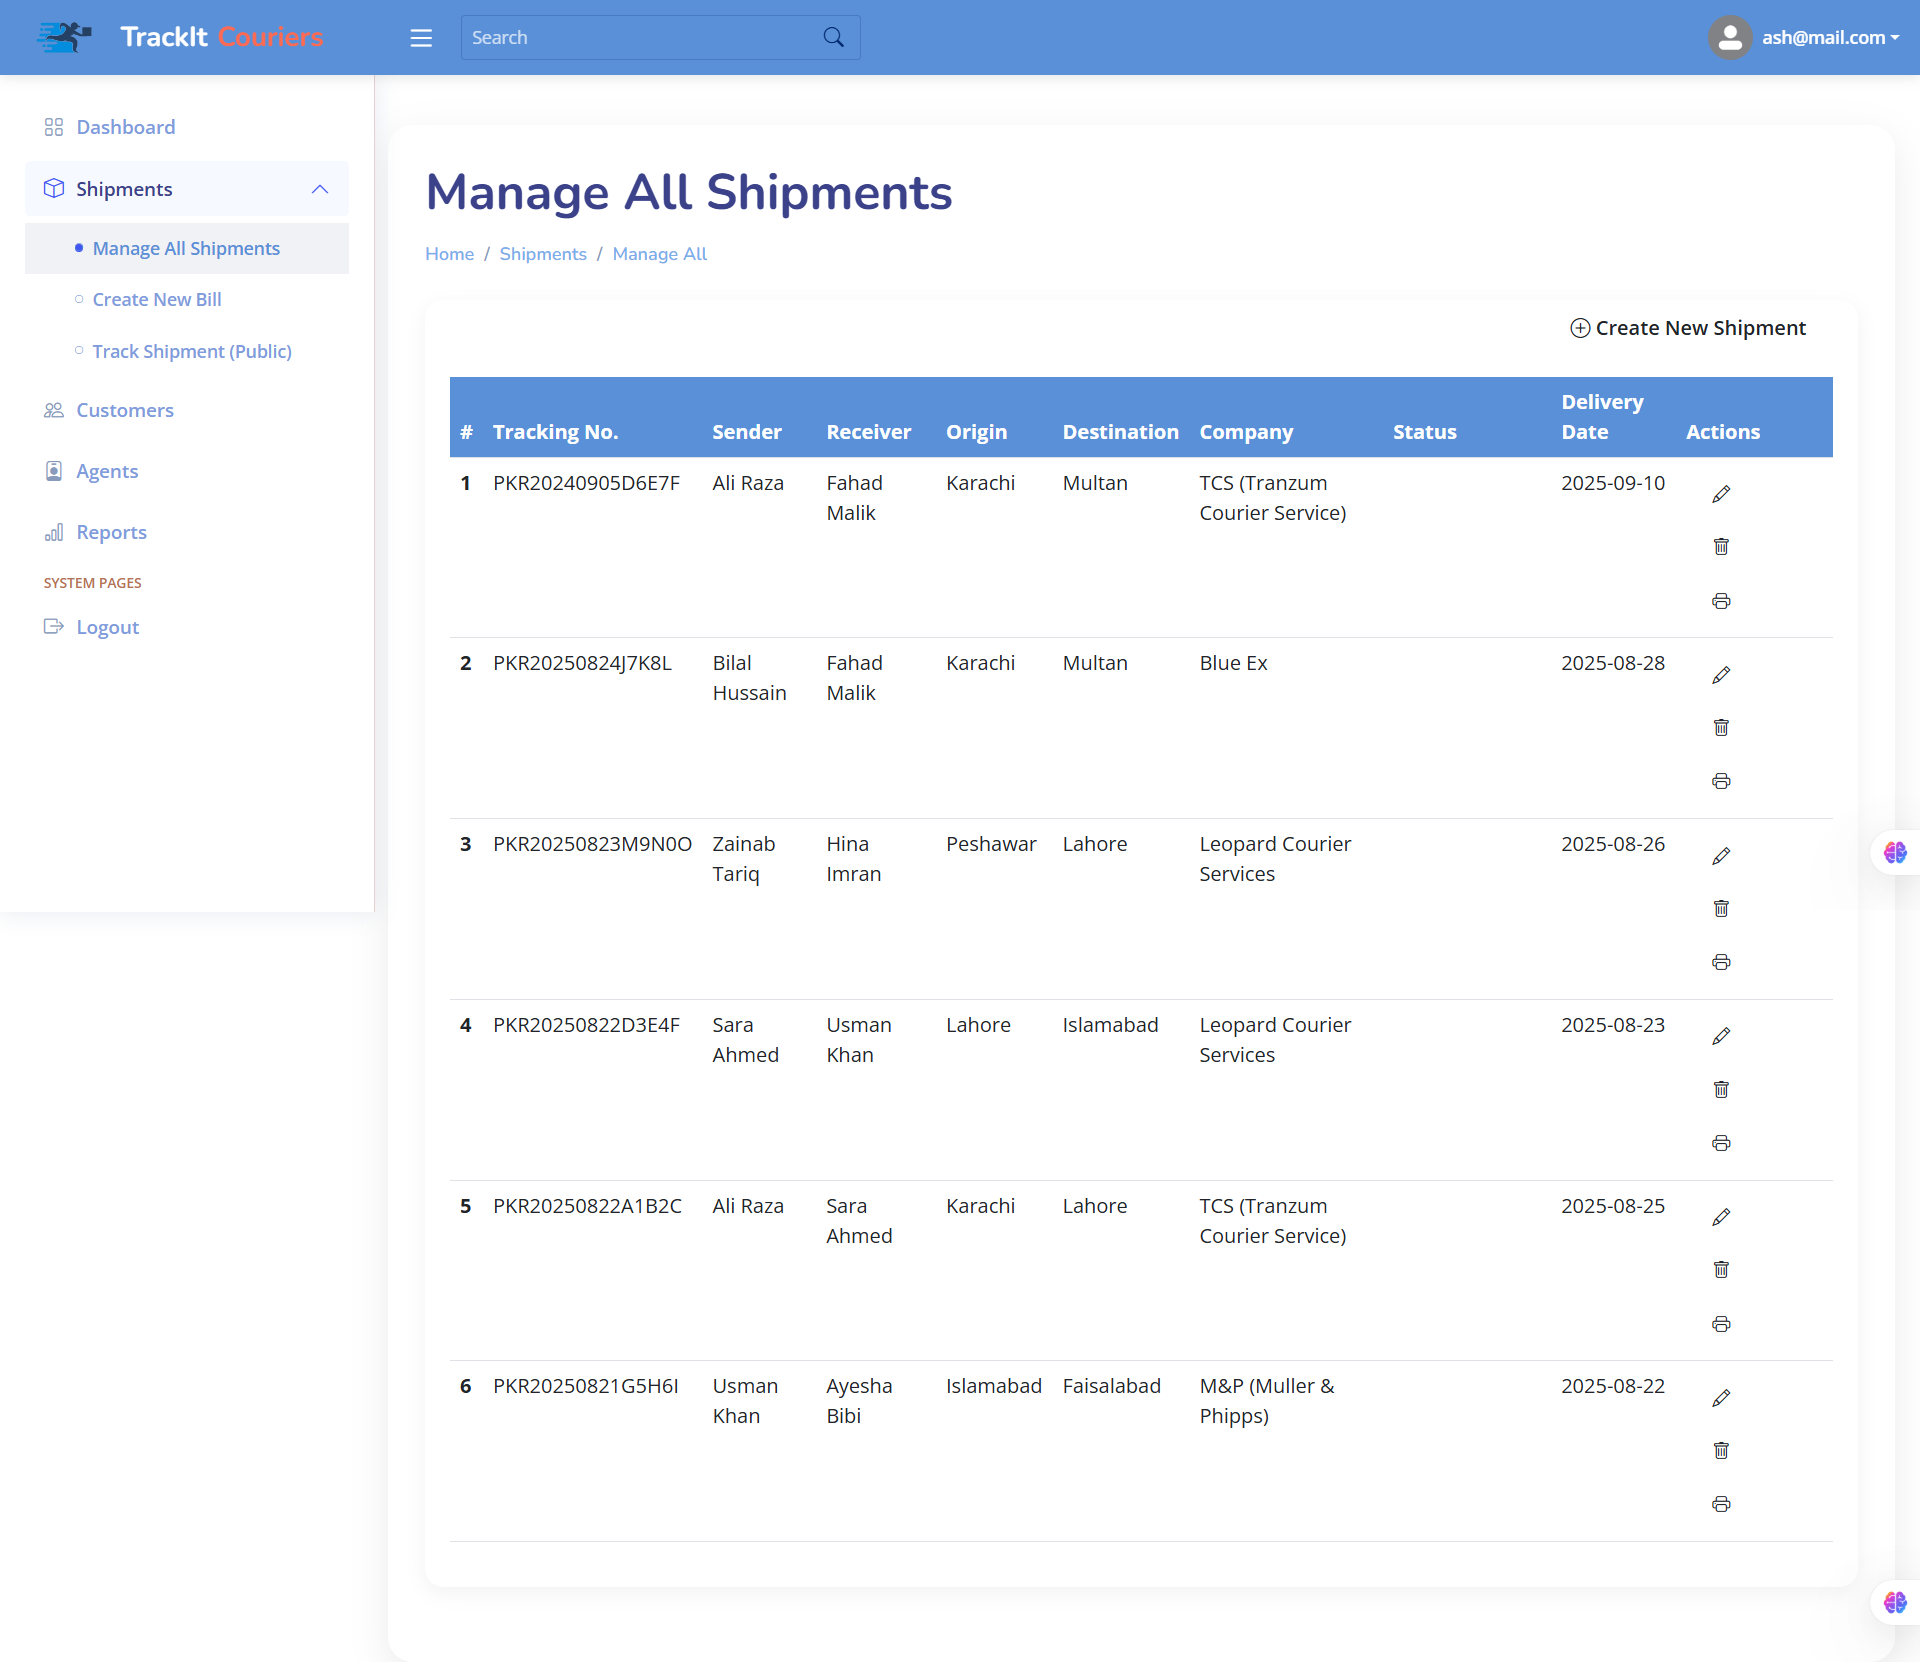 TrackIt Couriers
Search
ash@mail.com
Dashboard
Shipments
Manage All Shipments
Create New Bill
Track Shipment (Public)
Customers
Agents
Reports
SYSTEM PAGES
Logout
Manage All Shipments
Home / Shipments / Manage All
Create New Shipment
# Tracking No. Sender Receiver Origin Destination Company Status Delivery Date Actions
1 PKR20240905D6E7F Ali Raza Fahad Malik Karachi Multan TCS (Tranzum Courier Service) 2025-09-10
2 PKR20250824J7K8L Bilal Hussain Fahad Malik Karachi Multan Blue Ex 2025-08-28
3 PKR20250823M9N0O Zainab Tariq Hina Imran Peshawar Lahore Leopard Courier Services 2025-08-26
4 PKR20250822D3E4F Sara Ahmed Usman Khan Lahore Islamabad Leopard Courier Services 2025-08-23
5 PKR20250822A1B2C Ali Raza Sara Ahmed Karachi Lahore TCS (Tranzum Courier Service) 2025-08-25
6 PKR20250821G5H6I Usman Khan Ayesha Bibi Islamabad Faisalabad M&P (Muller & Phipps) 2025-08-22